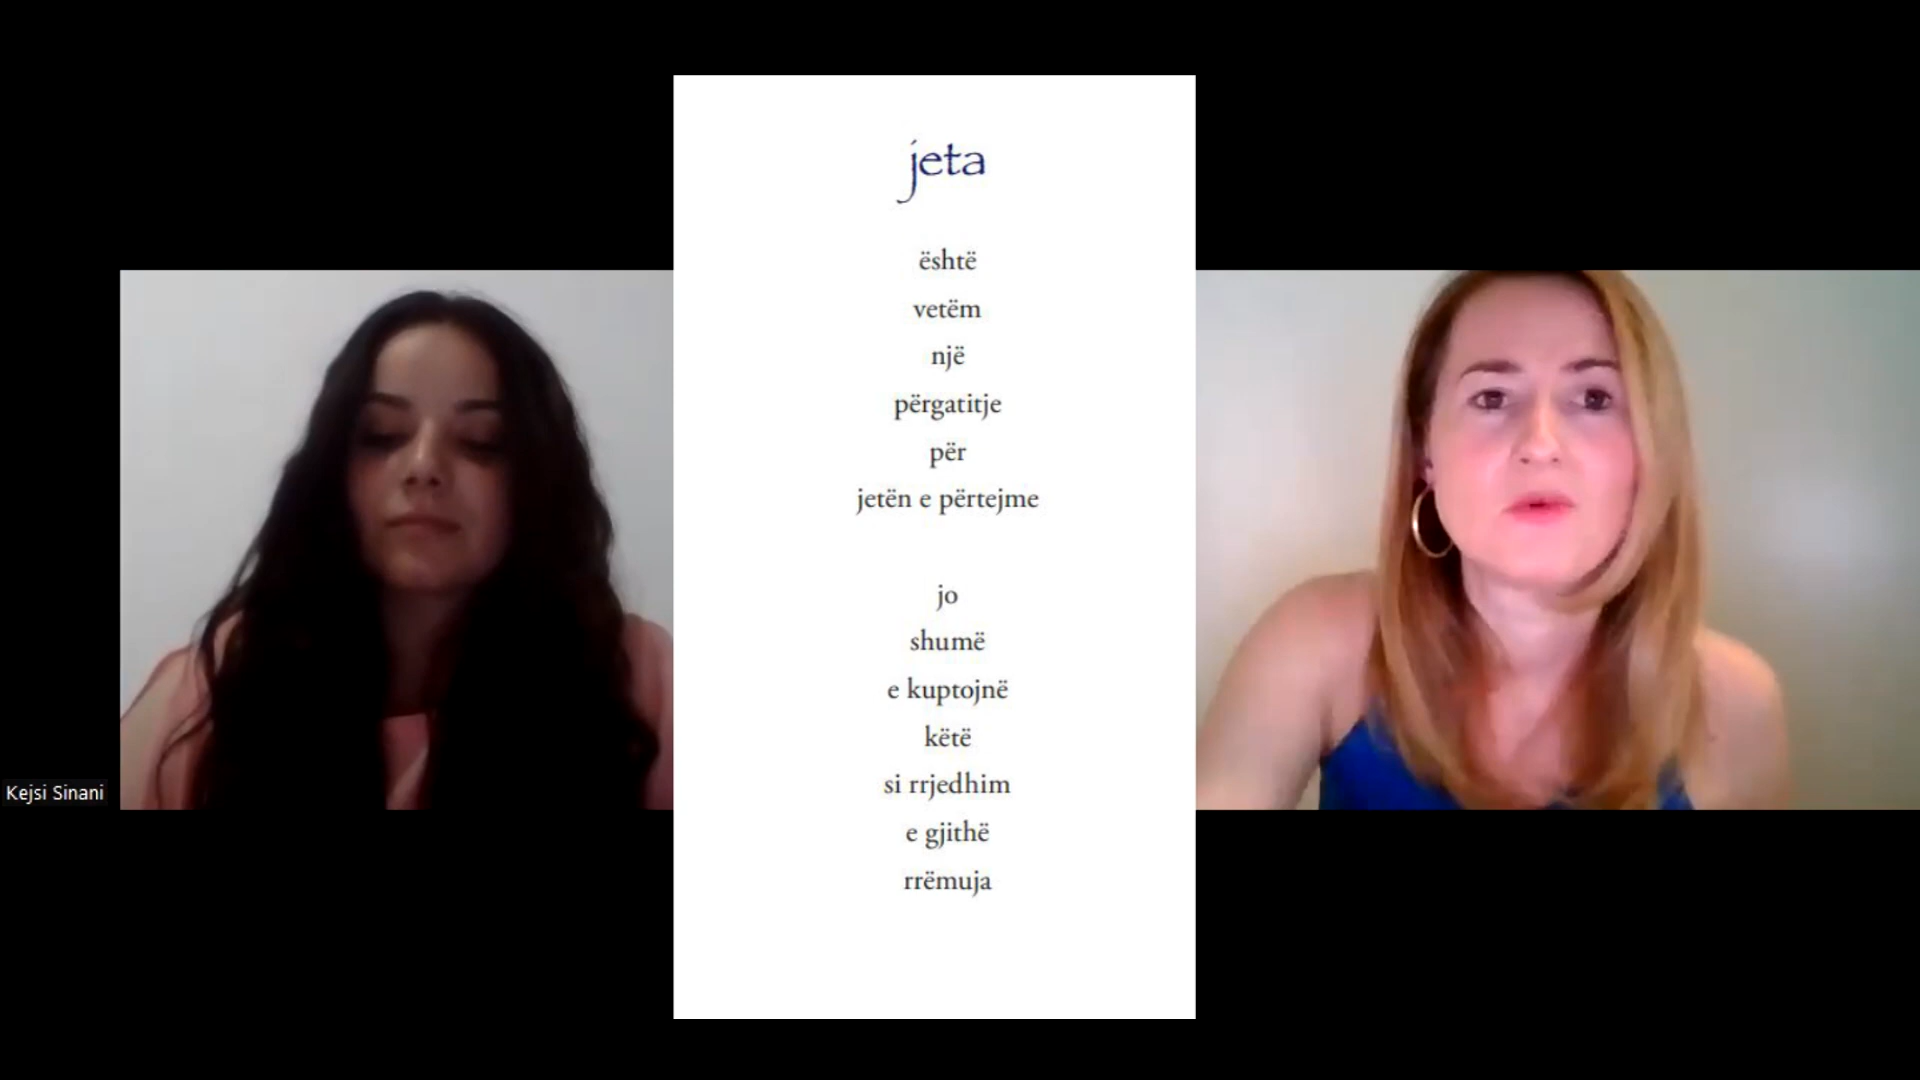 jeta
është
vetëm
një
përgatitje
për
jetën e përtejme
jo
shumë
e kuptojnë
këtë
si rrjedhim
e gjithë
rrëmuja
Kejsi Sinani